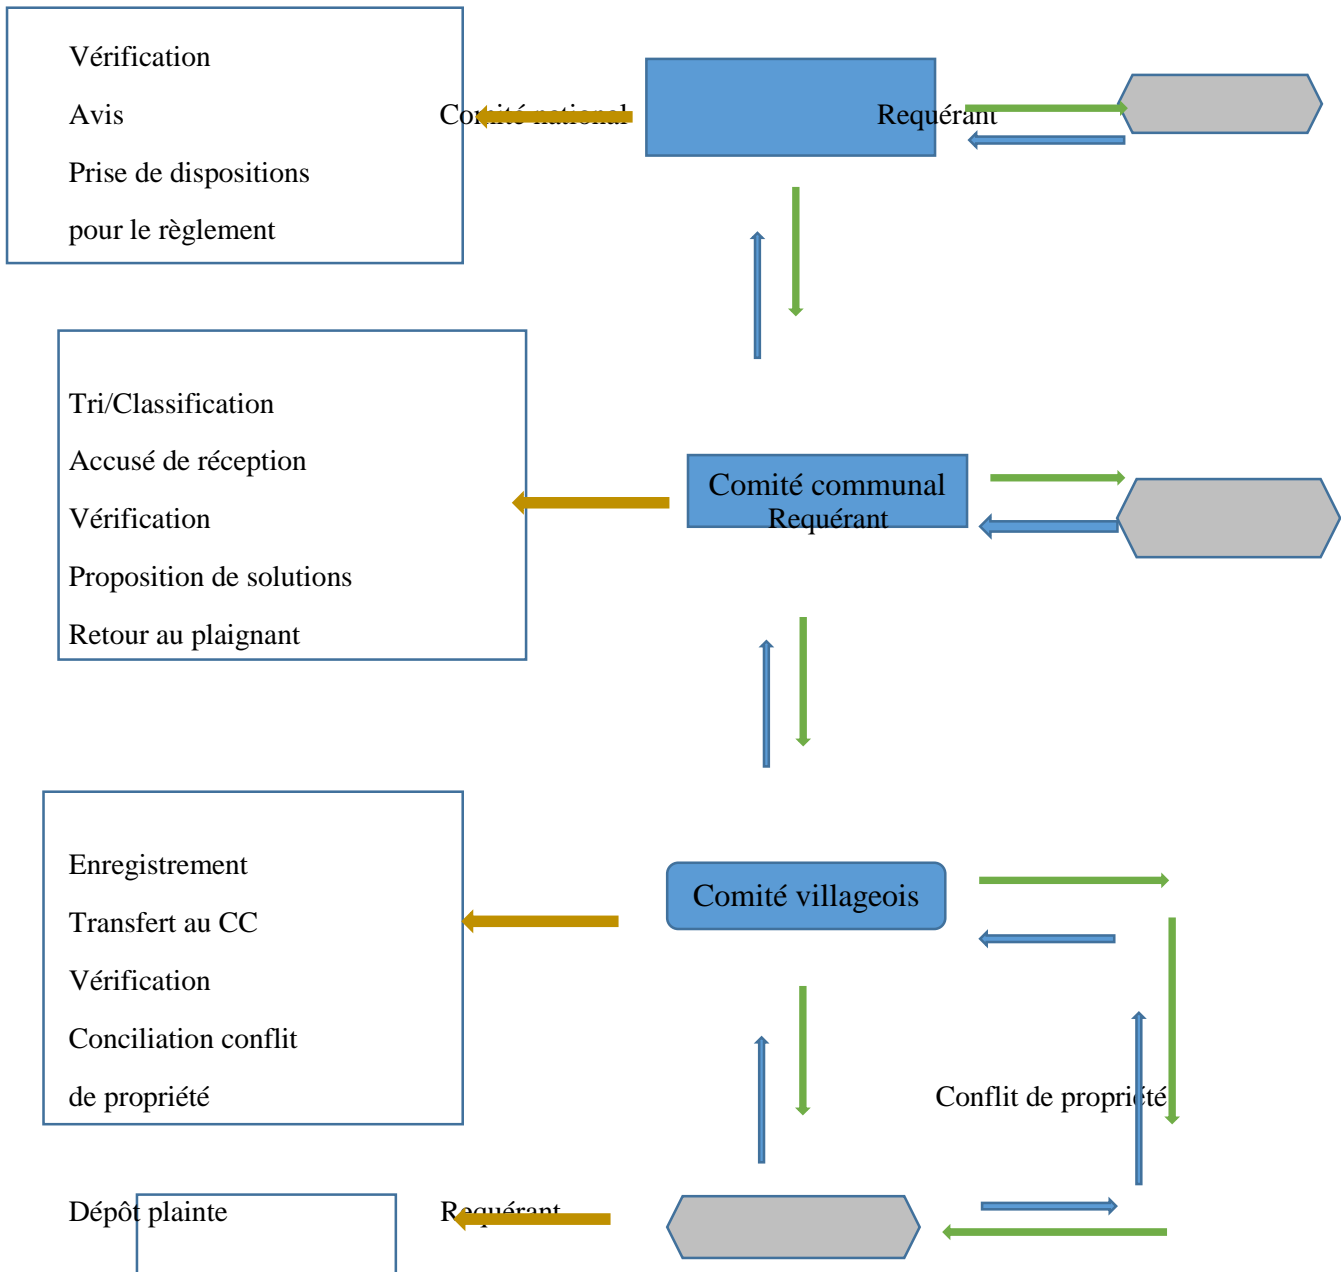 Vérification
Avis Comité national Requérant
Prise de dispositions
pour le règlement
Tri/Classification
Accusé de réception
Comité communal
Vérification Requérant
Proposition de solutions
Retour au plaignant
Enregistrement
Comité villageois
Transfert au CC
Vérification
Conciliation conflit
de propriété Conflit de propriété
Dépôt plainte Requérant